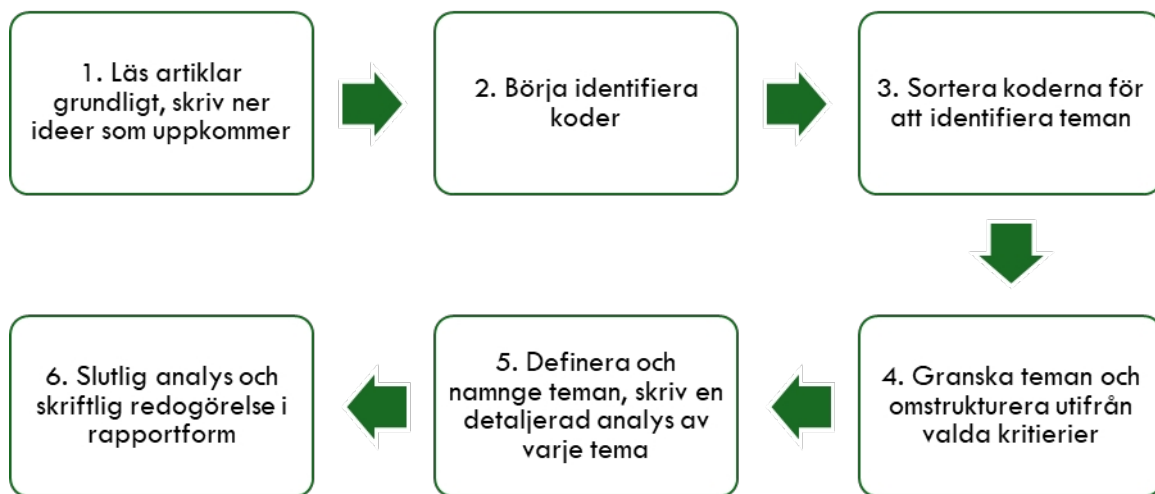 1. Läs artiklar
grundligt, skriv ner
ideer som uppkommer
2. Börja identifiera
koder
3. Sortera koderna för
att identifiera teman
4. Granska teman och
omstrukturera utifrån
valda kritierier
5. Definera och
namnge teman, skriv en
detaljerad analys av
varje tema
6. Slutlig analys och
skriftlig redogörelse i
rapportform